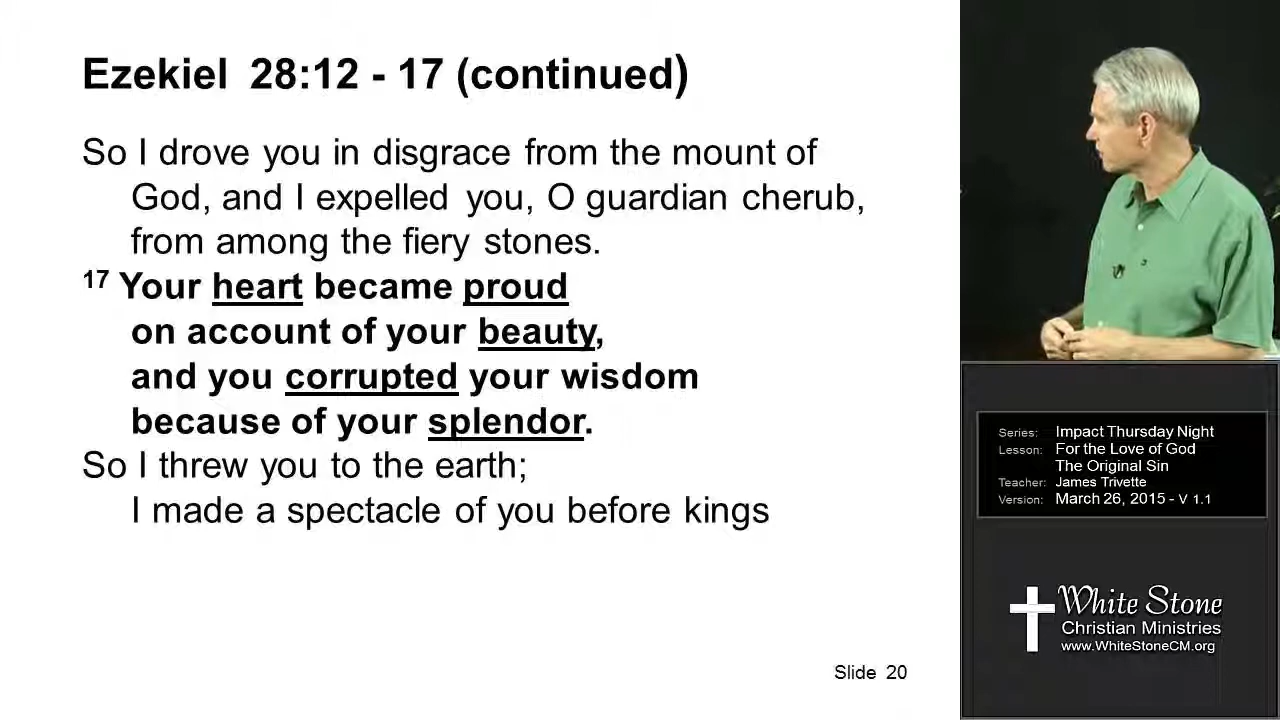 Ezekiel 28:12 - 17 (continued)
So I drove you in disgrace from the mount of
God, and I expelled you, O guardian cherub,
from among the fiery stones.
17 Your heart became proud
on account of your beauty,
and you corrupted your wisdom
because of your splendor.
So I threw you to the earth;
I made a spectacle of you before kings
Slide 20
Series: Impact Thursday Night
Lesson: For the Love of God
The Original Sin
Teacher: James Trivette
Version: March 26, 2015 - V 1.1
White Stone
Christian Ministries
www.WhiteStoneCM.org